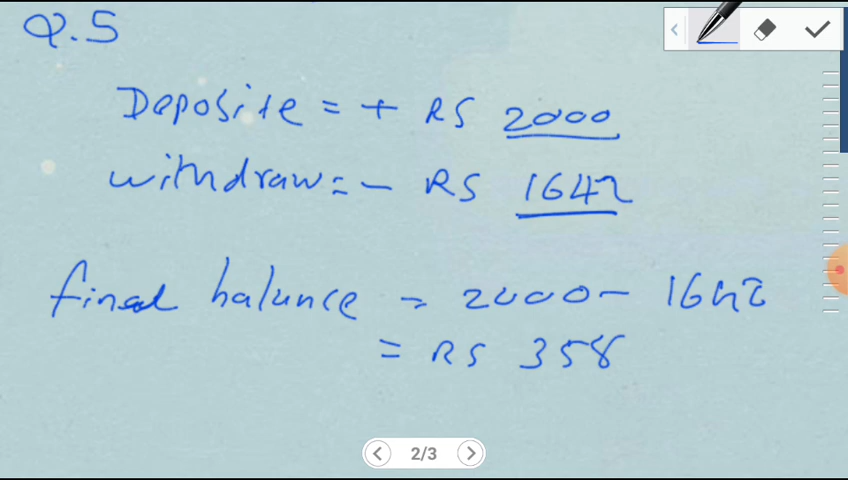 Q.5
Deposite = + RS 2000
withdraw = - RS 1642
final balance = 2000 - 1642
= RS 358
2/3